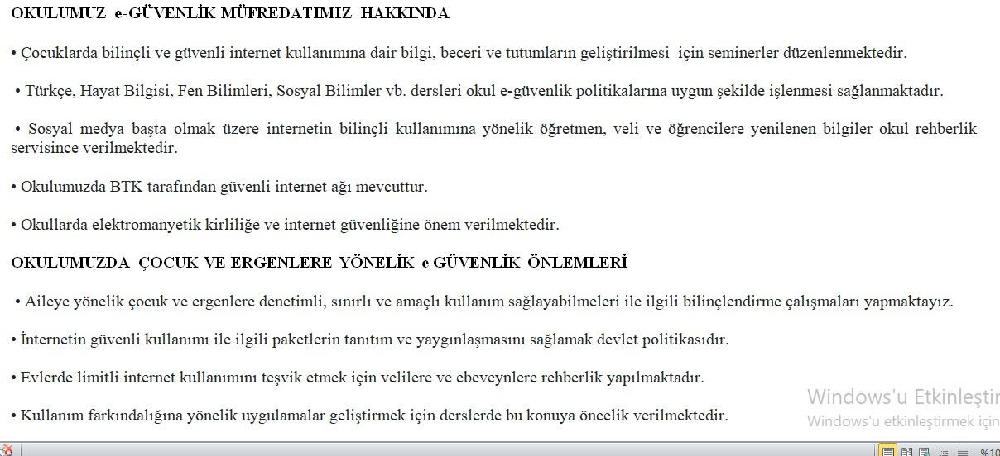 OKULUMUZ e-GÜVENLİK MÜFREDATIMIZ HAKKINDA
• Çocuklarda bilinçli ve güvenli internet kullanımına dair bilgi, beceri ve tutumların geliştirilmesi için seminerler düzenlenmektedir.
• Türkçe, Hayat Bilgisi, Fen Bilimleri, Sosyal Bilimler vb. dersleri okul e-güvenlik politikalarına uygun şekilde işlenmesi sağlanmaktadır.
• Sosyal medya başta olmak üzere internetin bilinçli kullanımına yönelik öğretmen, veli ve öğrencilere yenilenen bilgiler okul rehberlik
servisince verilmektedir.
• Okulumuzda BTK tarafından güvenli internet ağı mevcuttur.
• Okullarda elektromanyetik kirliliğe ve internet güvenliğine önem verilmektedir.
OKULUMUZDA ÇOCUK VE ERGENLERE YÖNELİK e GÜVENLİK ÖNLEMLERİ
• Aileye yönelik çocuk ve ergenlere denetimli, sınırlı ve amaçlı kullanım sağlayabilmeleri ile ilgili bilinçlendirme çalışmaları yapmaktayız.
• İnternetin güvenli kullanımı ile ilgili paketlerin tanıtım ve yaygınlaşmasını sağlamak devlet politikasıdır.
• Evlerde limitli internet kullanımını teşvik etmek için velilere ve ebeveynlere rehberlik yapılmaktadır.
• Kullanım farkındalığına yönelik uygulamalar geliştirmek için derslerde bu konuya öncelik verilmektedir.
Windows'u Etkinleştir
Windows'u etkinleştirmek için
%10